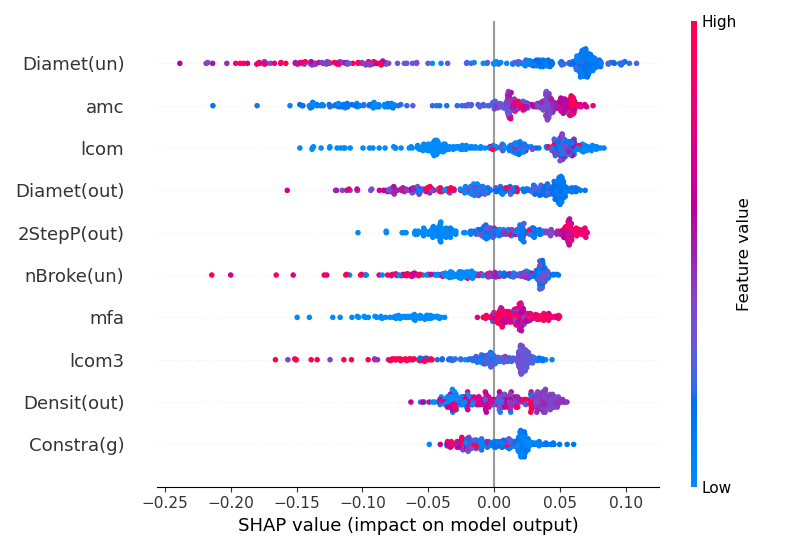 High
Diamet(un)
amc
lcom
Diamet(out)
2StepP(out)
nBroke(un)
mfa
lcom3
Densit(out)
Constra(g)
Feature value
Low
−0.25 −0.20 −0.15 −0.10 −0.05 0.00 0.05 0.10
SHAP value (impact on model output)